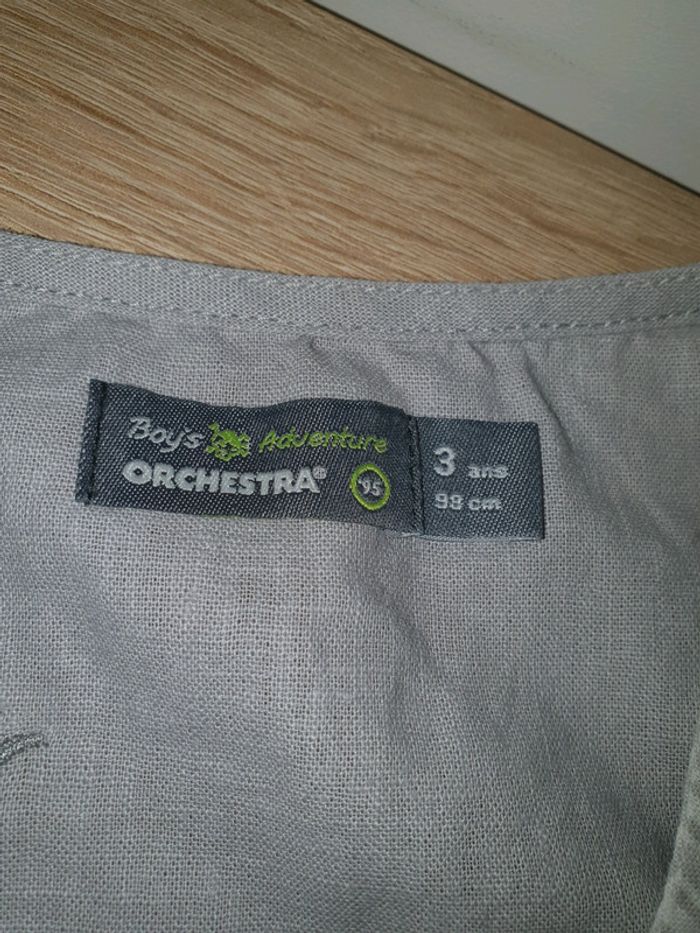 Boy's Adventure
ORCHESTRA®
'95
3 ans
98 cm